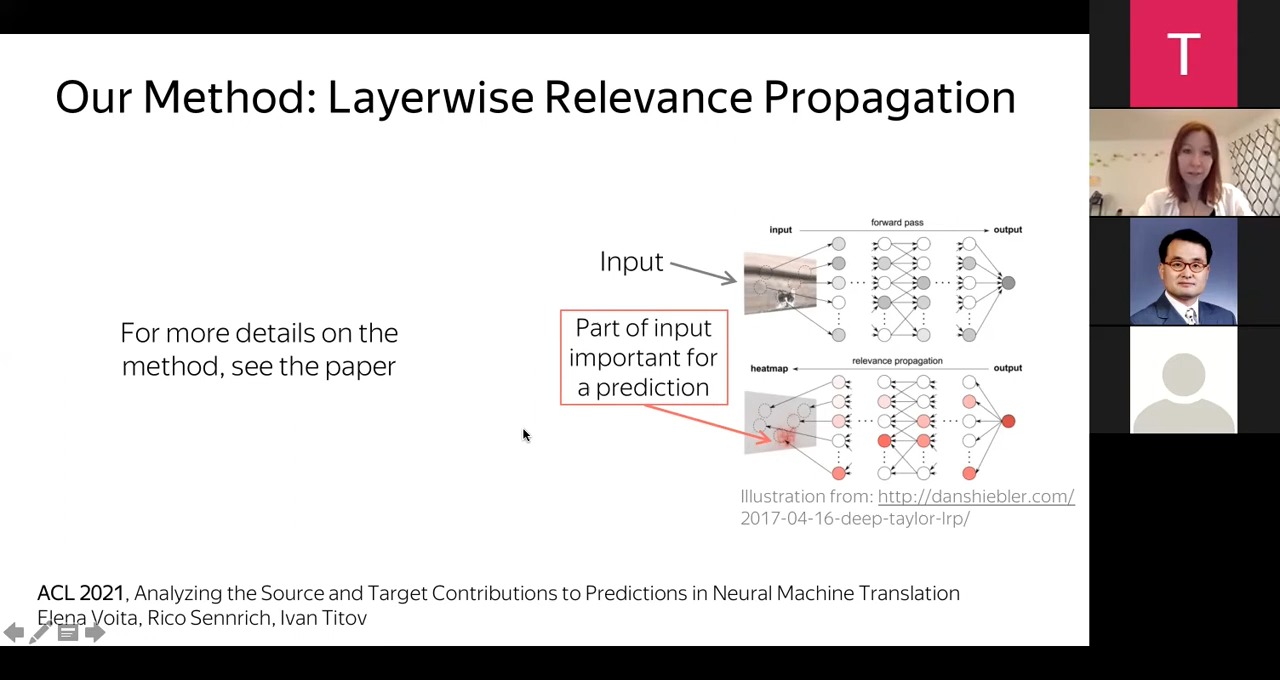 Our Method: Layerwise Relevance Propagation
T
input
forward pass
output
Input
Part of input
important for
a prediction
For more details on the
method, see the paper
heatmap
relevance propagation
output
Illustration from: http://danshiebler.com/
2017-04-16-deep-taylor-lrp/
ACL 2021, Analyzing the Source and Target Contributions to Predictions in Neural Machine Translation
Elena Voita, Rico Sennrich, Ivan Titov